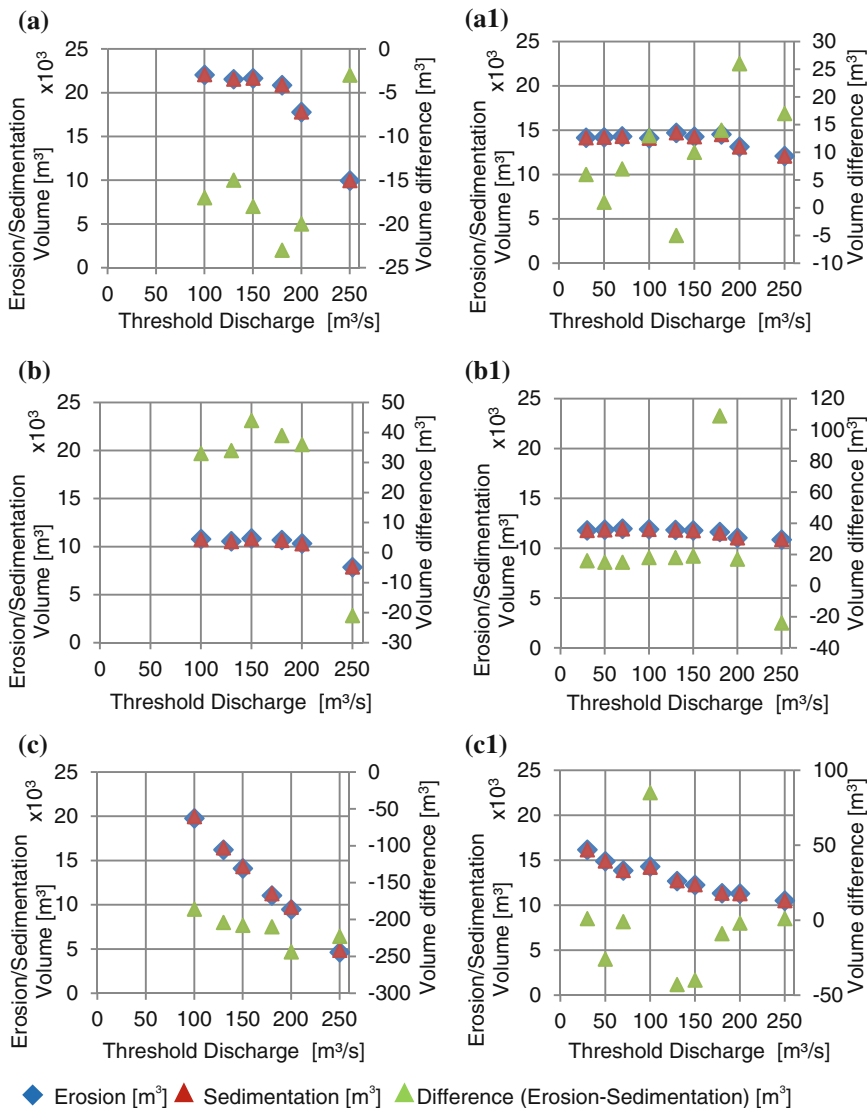 (a)
Erosion/Sedimentation
Volume [m³]
x10³
25
20
15
10
5
0
0
-5
-10
-15
-20
-25
Volume difference [m³]
0 50 100 150 200 250
Threshold Discharge [m³/s]
(a1)
Erosion/Sedimentation
Volume [m³]
x10³
25
20
15
10
5
0
30
25
20
15
10
5
0
-5
-10
Volume difference [m³]
0 50 100 150 200 250
Threshold Discharge [m³/s]
(b)
Erosion/Sedimentation
Volume [m³]
x10³
25
20
15
10
5
0
50
40
30
20
10
0
-10
-20
-30
Volume difference [m³]
0 50 100 150 200 250
Threshold Discharge [m³/s]
(b1)
Erosion/Sedimentation
Volume [m³]
x10³
25
20
15
10
5
0
120
100
80
60
40
20
0
-20
-40
Volume difference [m³]
0 50 100 150 200 250
Threshold Discharge [m³/s]
(c)
Erosion/Sedimentation
Volume [m³]
x10³
25
20
15
10
5
0
0
-50
-100
-150
-200
-250
-300
Volume difference [m³]
0 50 100 150 200 250
Threshold Discharge [m³/s]
(c1)
Erosion/Sedimentation
Volume [m³]
x10³
25
20
15
10
5
0
100
50
0
-50
Volume difference [m³]
0 50 100 150 200 250
Threshold Discharge [m³/s]
Erosion [m³] Sedimentation [m³] Difference (Erosion-Sedimentation) [m³]